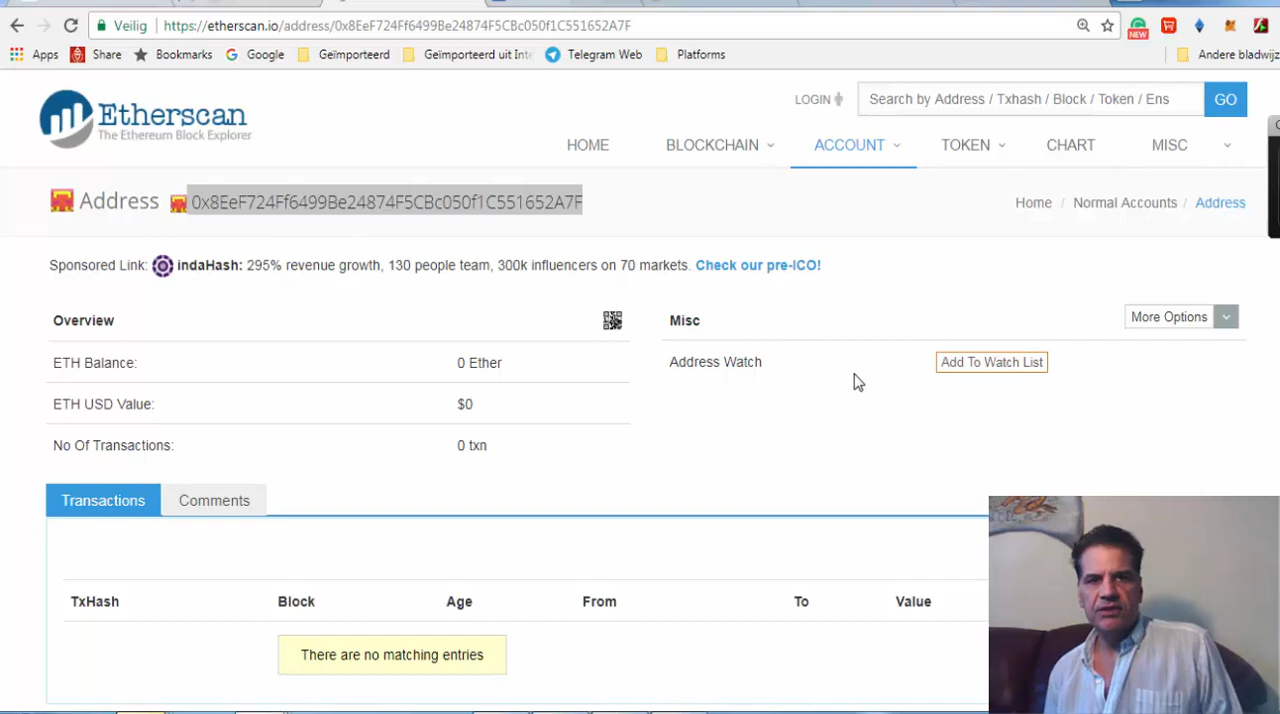 Veilig
https://etherscan.io/address/0x8EeF724Ff6499Be24874F5CBc050f1C551652A7F
NEW
Apps
Share
Bookmarks
Google
Geïmporteerd
Geïmporteerd uit Inte
Telegram Web
Platforms
Andere bladwijz
Etherscan
The Ethereum Block Explorer
LOGIN
Search by Address / Txhash / Block / Token / Ens
GO
HOME
BLOCKCHAIN
ACCOUNT
TOKEN
CHART
MISC
Address 0x8EeF724Ff6499Be24874F5CBc050f1C551652A7F
Home / Normal Accounts / Address
Sponsored Link: indaHash: 295% revenue growth, 130 people team, 300k influencers on 70 markets. Check our pre-ICO!
Overview
ETH Balance: 0 Ether
ETH USD Value: $0
No Of Transactions: 0 txn
Misc
More Options
Address Watch
Add To Watch List
Transactions
Comments
TxHash Block Age From To Value
There are no matching entries